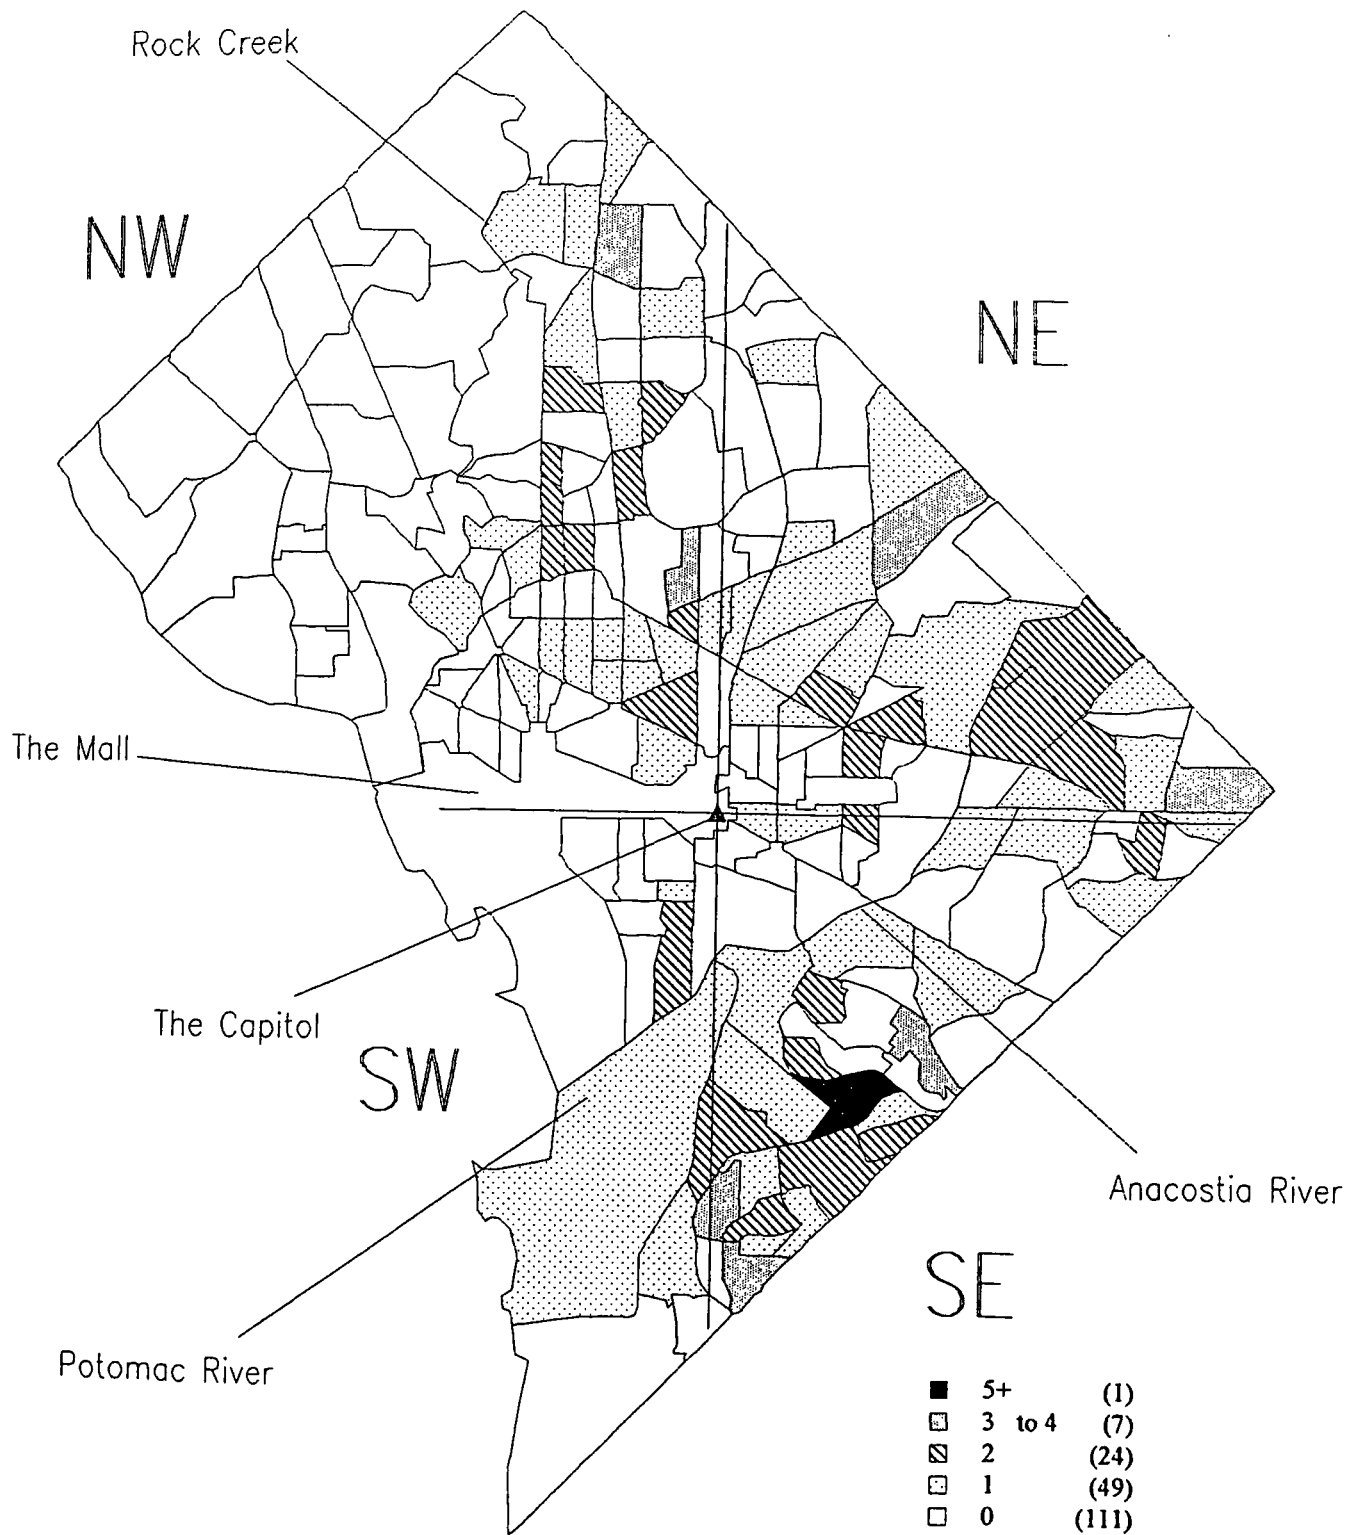 Rock Creek
NW
NE
The Mall
The Capitol
SW
Anacostia River
SE
Potomac River
5+ (1)
3 to 4 (7)
2 (24)
1 (49)
0 (111)